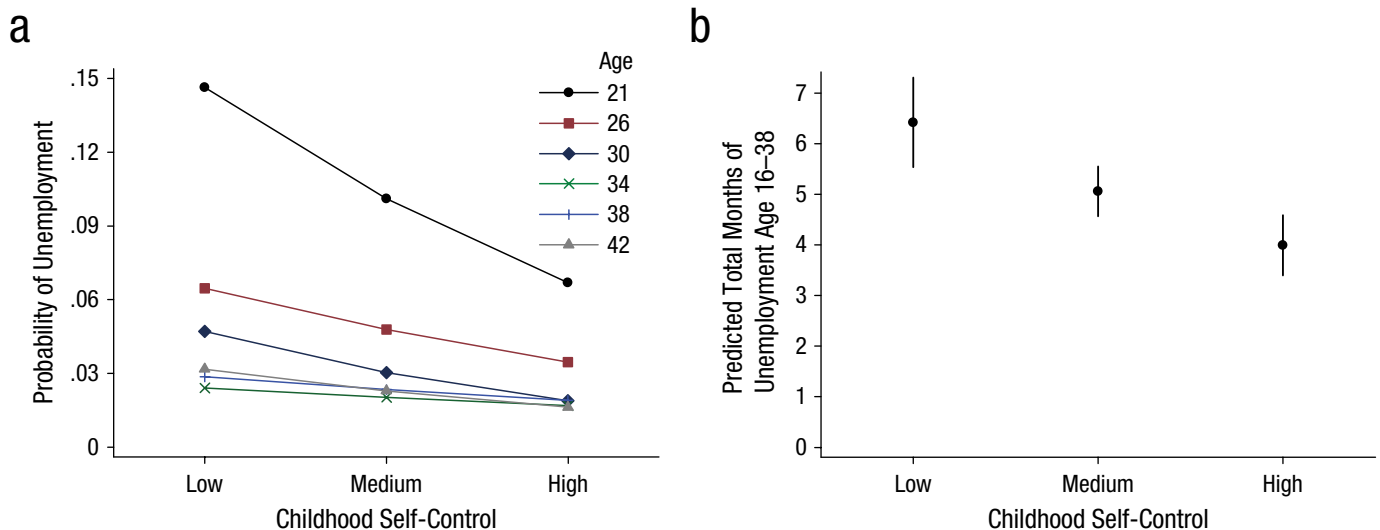 a
Probability of Unemployment
.15
.12
.09
.06
.03
0
Low
Medium
High
Childhood Self-Control
Age
21
26
30
34
38
42
b
Predicted Total Months of
Unemployment Age 16–38
7
6
5
4
3
2
1
0
Low
Medium
High
Childhood Self-Control